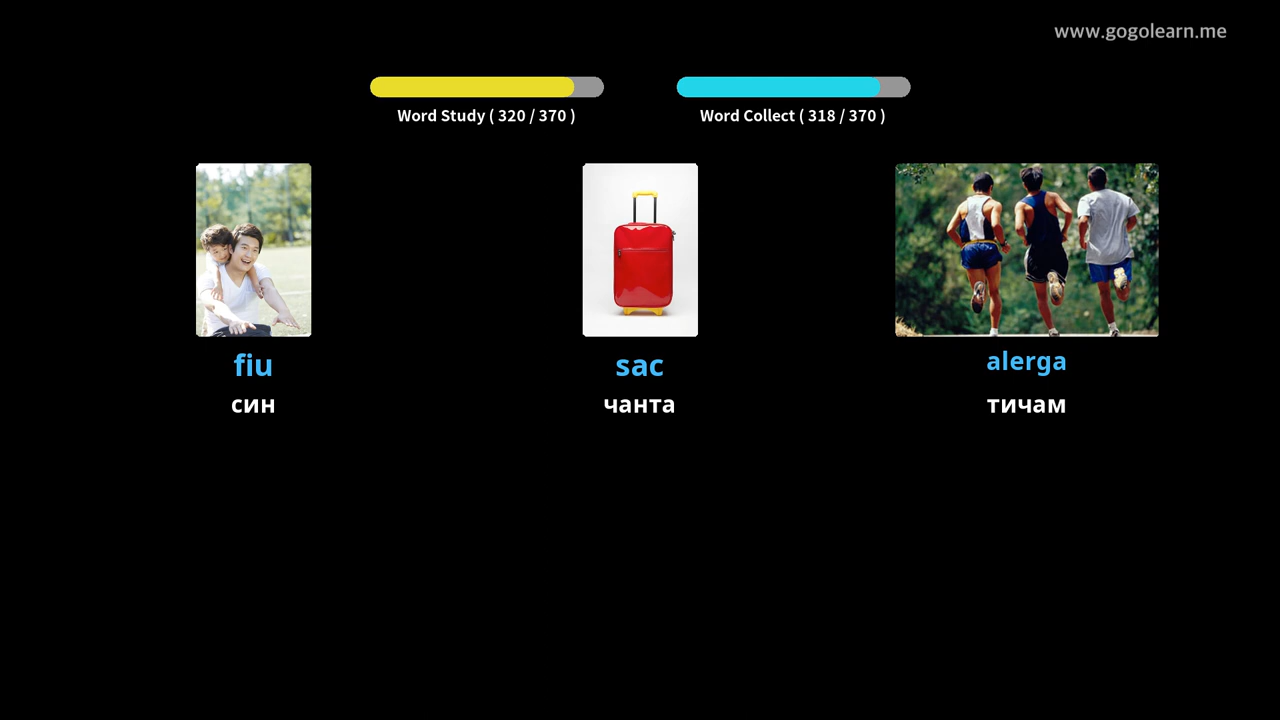 www.gogolearn.me
Word Study ( 320 / 370 )
Word Collect ( 318 / 370 )
fiu
sac
alerga
син
чанта
тичам